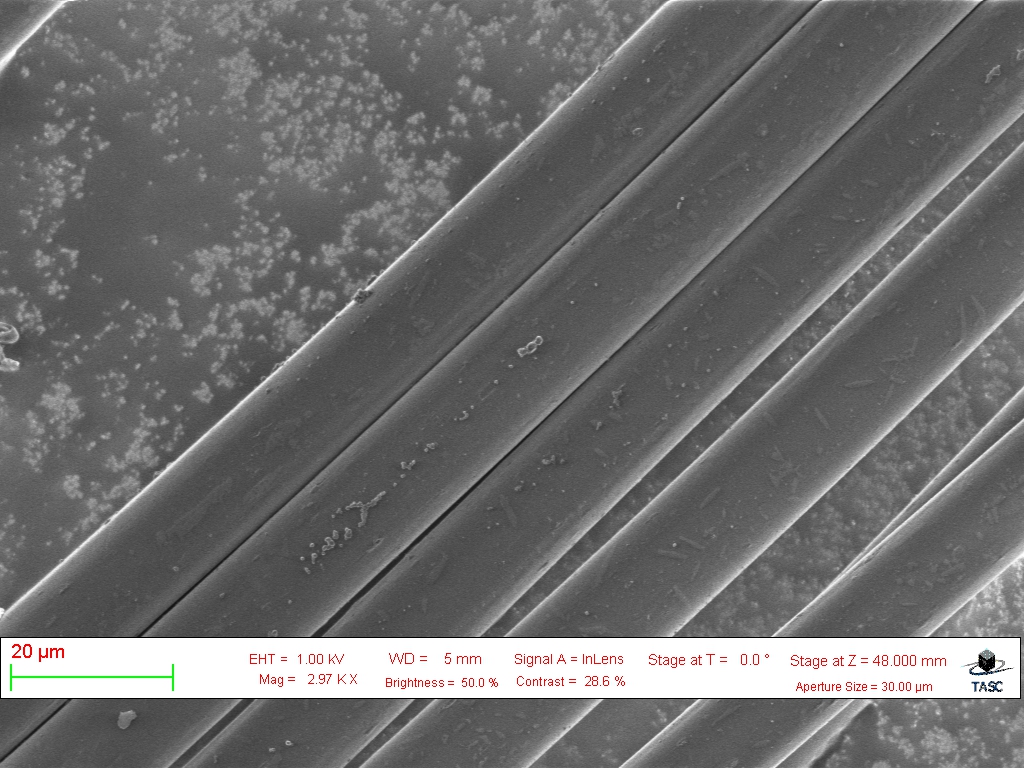 20 µm
EHT = 1.00 kV WD = 5 mm Signal A = InLens Stage at T = 0.0 ° Stage at Z = 48.000 mm
Mag = 2.97 K X Brightness = 50.0 % Contrast = 28.6 % Aperture Size = 30.00 µm
TASC